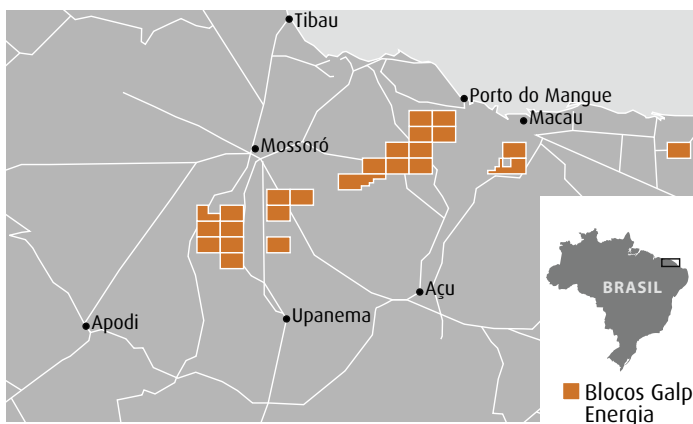 Tibau
Porto do Mangue
Macau
Mossoró
Açu
Upanema
Apodi
BRASIL
Blocos Galp
Energia